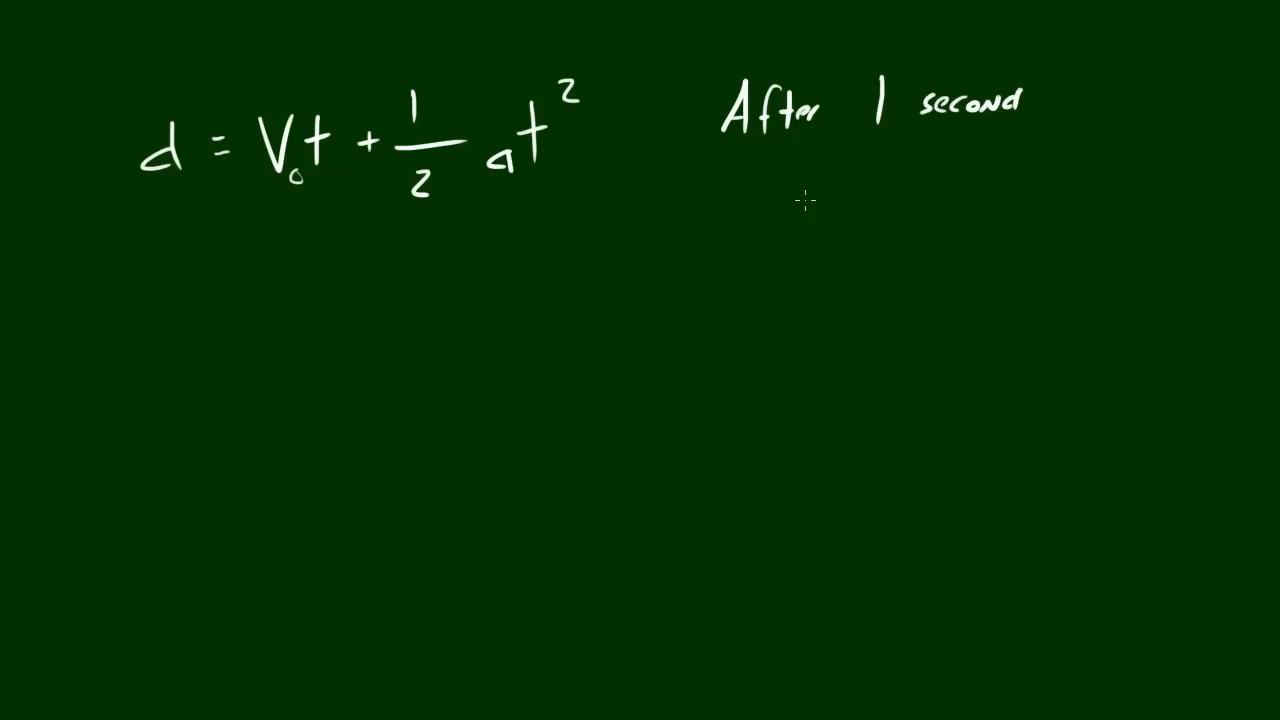 d = V₀t + 1/2 at²
After 1 second